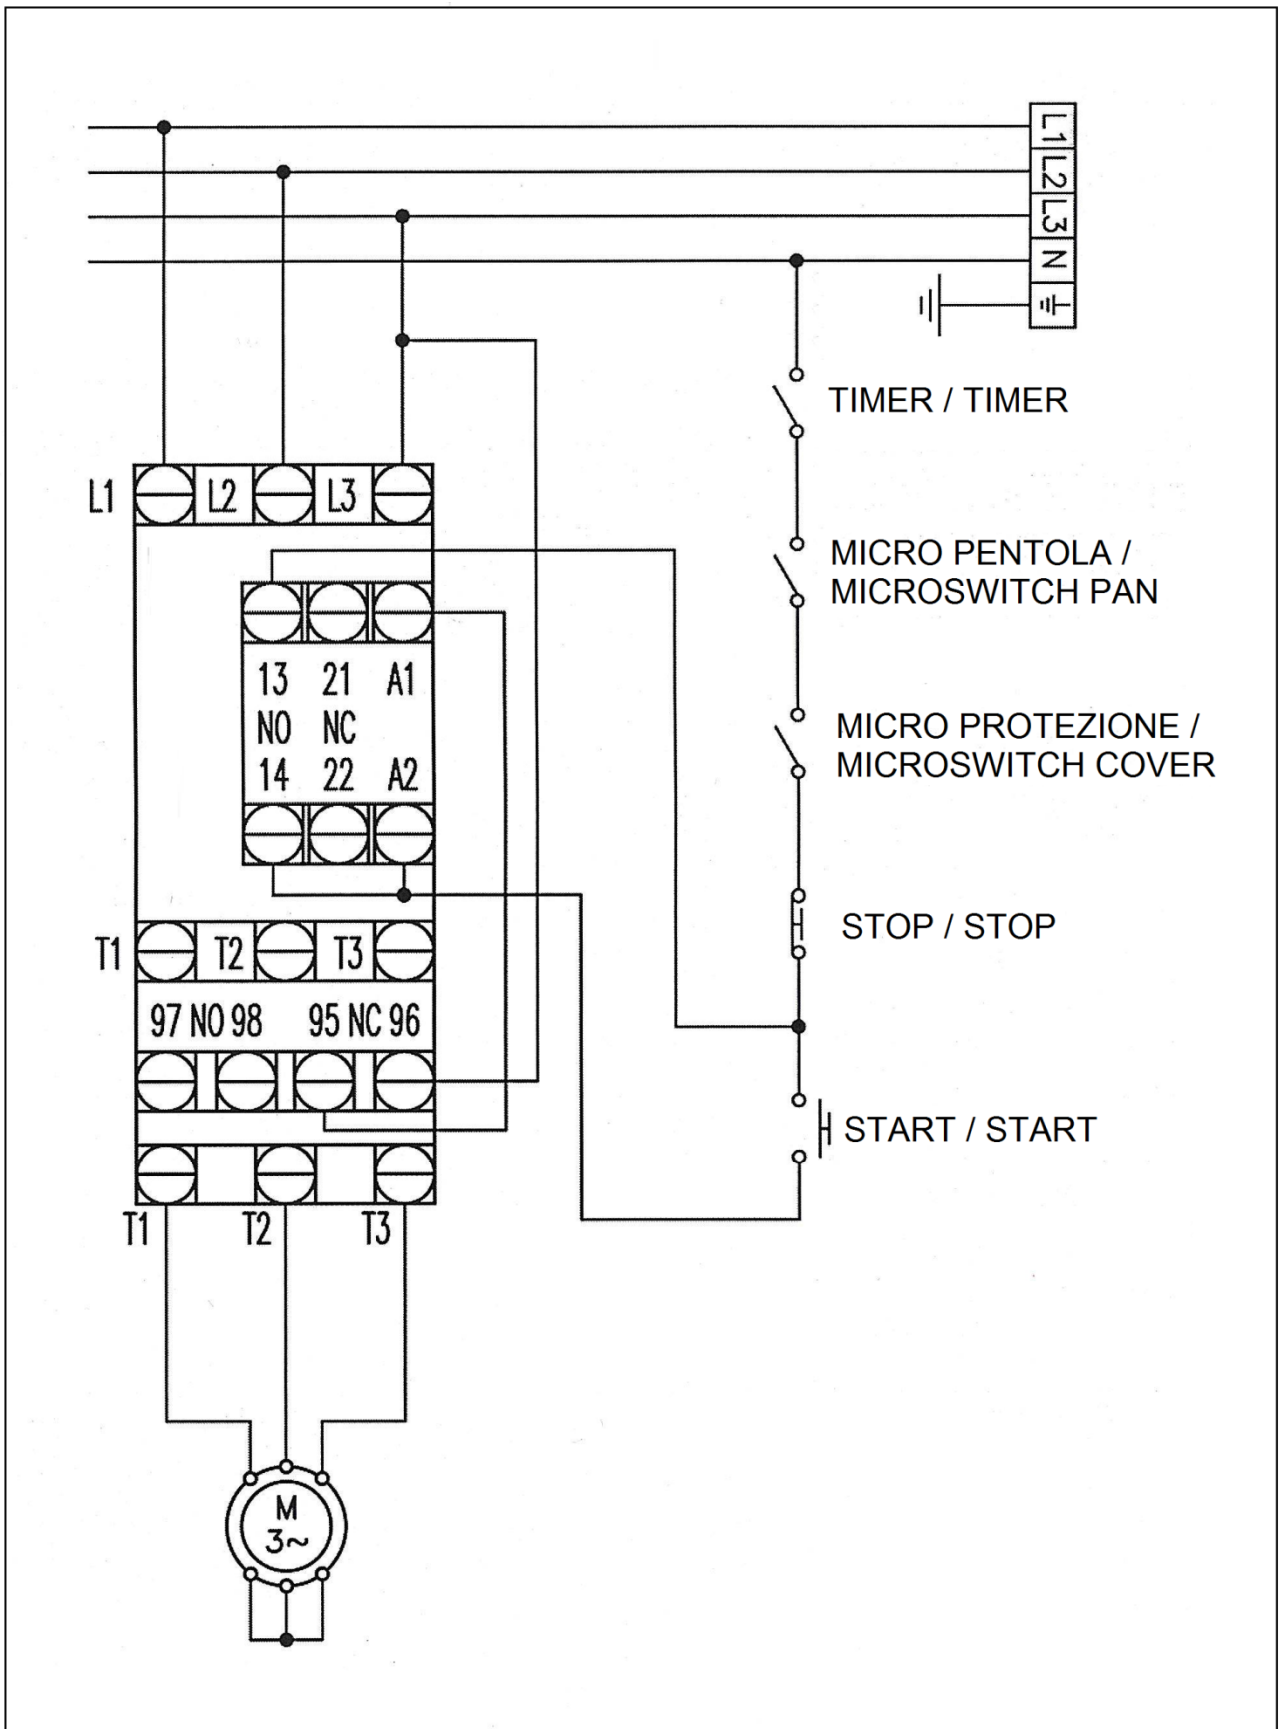 L1
L2
L3
N
TIMER / TIMER
L1 L2 L3
MICRO PENTOLA /
MICROSWITCH PAN
13 21 A1
NO NC
14 22 A2
MICRO PROTEZIONE /
MICROSWITCH COVER
STOP / STOP
T1 T2 T3
97 NO 98 95 NC 96
START / START
T1 T2 T3
M
3~